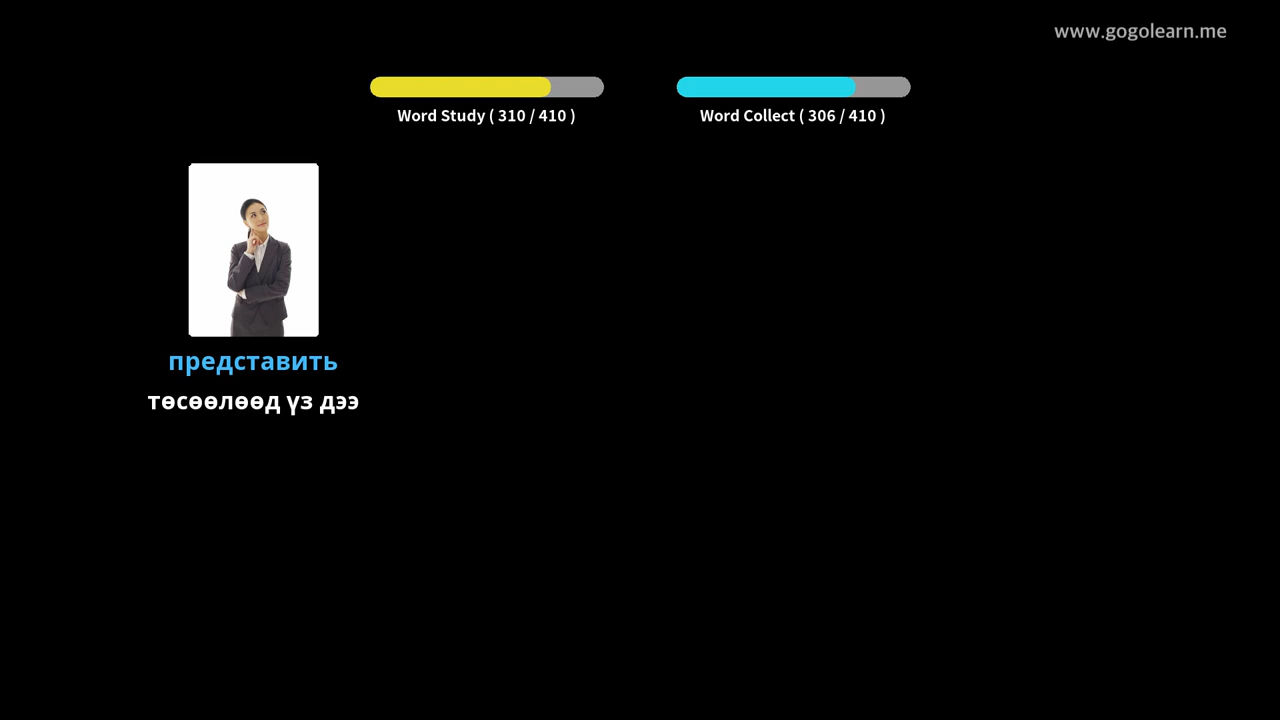 www.gogolearn.me
Word Study ( 310 / 410 )
Word Collect ( 306 / 410 )
представить
төсөөлөөд үз дээ